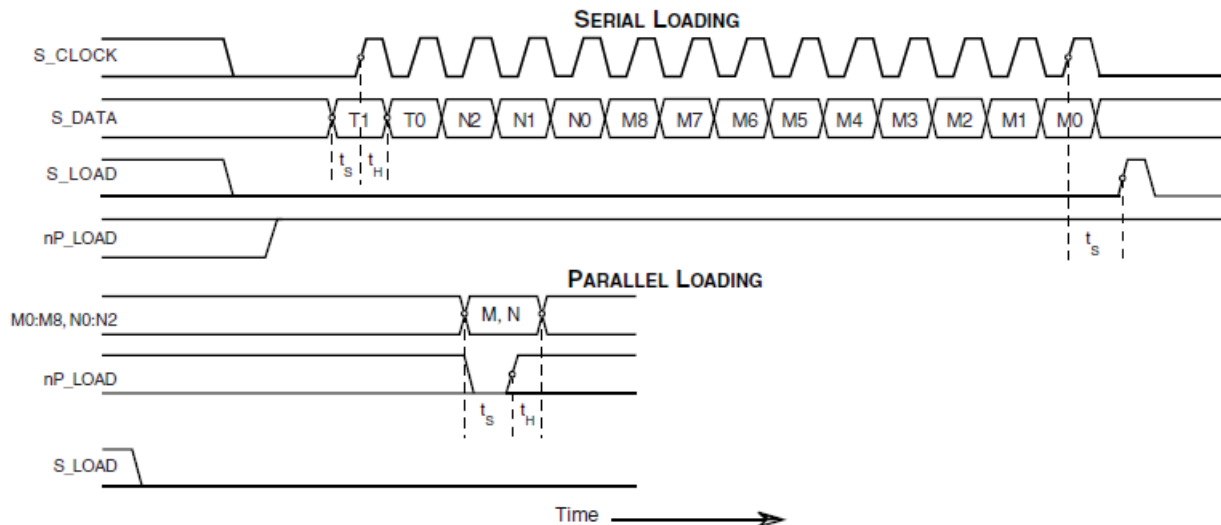 SERIAL LOADING
S_CLOCK
S_DATA T1 T0 N2 N1 N0 M8 M7 M6 M5 M4 M3 M2 M1 M0
tS tH
S_LOAD
nP_LOAD
tS
PARALLEL LOADING
M0:M8, N0:N2 M, N
nP_LOAD
tS tH
S_LOAD
Time